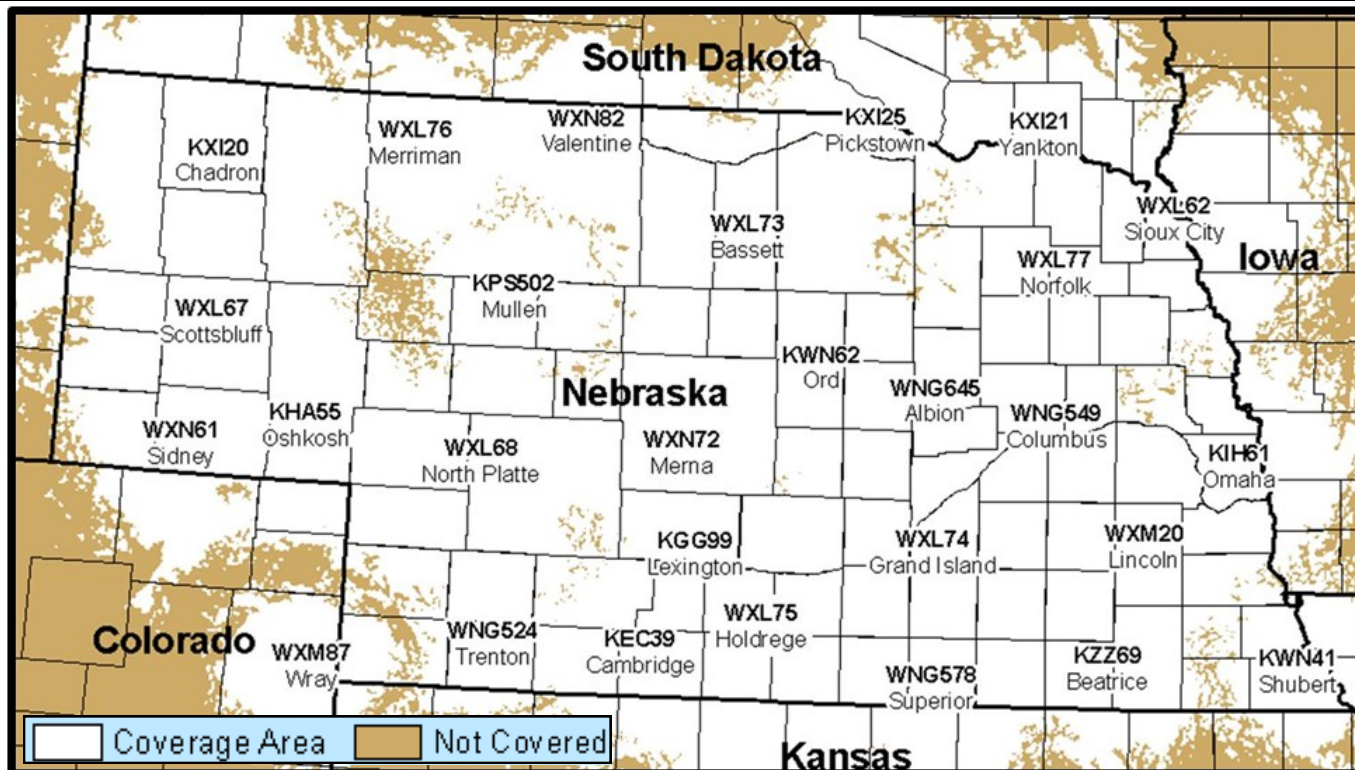 South Dakota
WXN82
Valentine
KXI25
Pickstown
KXI21
Yankton
WXL76
Merriman
KXI20
Chadron
WXL62
Sioux City
WXL73
Bassett
Iowa
WXL77
Norfolk
KPS502
Mullen
WXL67
Scottsbluff
KWN62
Ord
Nebraska
WNG645
Albion
KHA55
Oshkosh
WNG549
Columbus
WXN61
Sidney
WXL68
North Platte
WXN72
Merna
KIH61
Omaha
KGG99
Lexington
WXL74
Grand Island
WXM20
Lincoln
WXL75
Holdrege
Colorado
WNG524
Trenton
KEC39
Cambridge
WXM87
Wray
WNG578
Superior
KZZ69
Beatrice
KWN41
Shubert
Coverage Area
Not Covered
Kansas